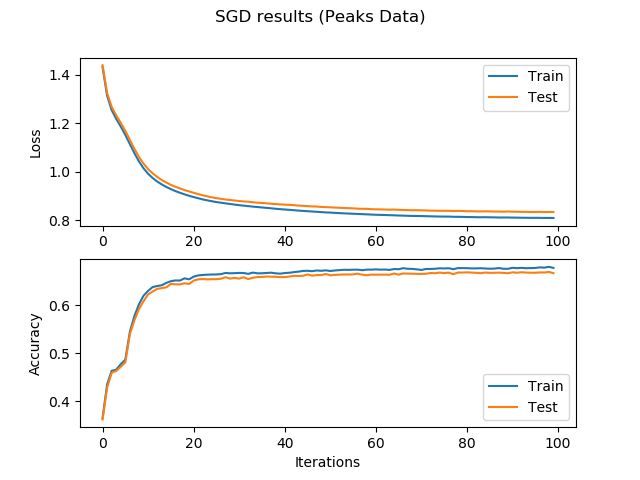 SGD results (Peaks Data)
1.4
1.2
1.0
0.8
Loss
Train
Test
0 20 40 60 80 100
0.6
0.5
0.4
Accuracy
Train
Test
0 20 40 60 80 100
Iterations